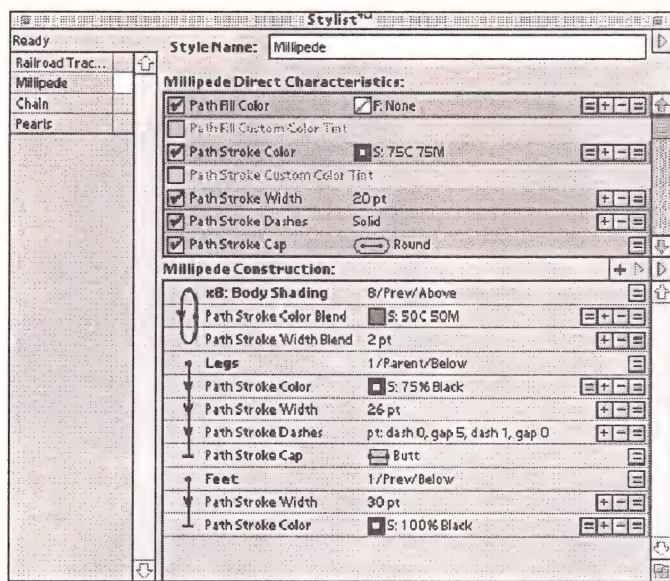 Stylist™
Ready
Style Name: Millipede
Railroad Trac...
Millipede
Chain
Pearls
Millipede Direct Characteristics:
Path Fill Color F: None
Path Fill Custom Color Tint
Path Stroke Color S: 75C 75M
Path Stroke Custom Color Tint
Path Stroke Width 20 pt
Path Stroke Dashes Solid
Path Stroke Cap Round
Millipede Construction:
x8: Body Shading 8/Prev/Above
Path Stroke Color Blend S: 50C 50M
Path Stroke Width Blend 2 pt
Legs 1/Parent/Below
Path Stroke Color S: 75% Black
Path Stroke Width 26 pt
Path Stroke Dashes pt: dash 0, gap 5, dash 1, gap 0
Path Stroke Cap Butt
Feet 1/Prev/Below
Path Stroke Width 30 pt
Path Stroke Color S: 100% Black